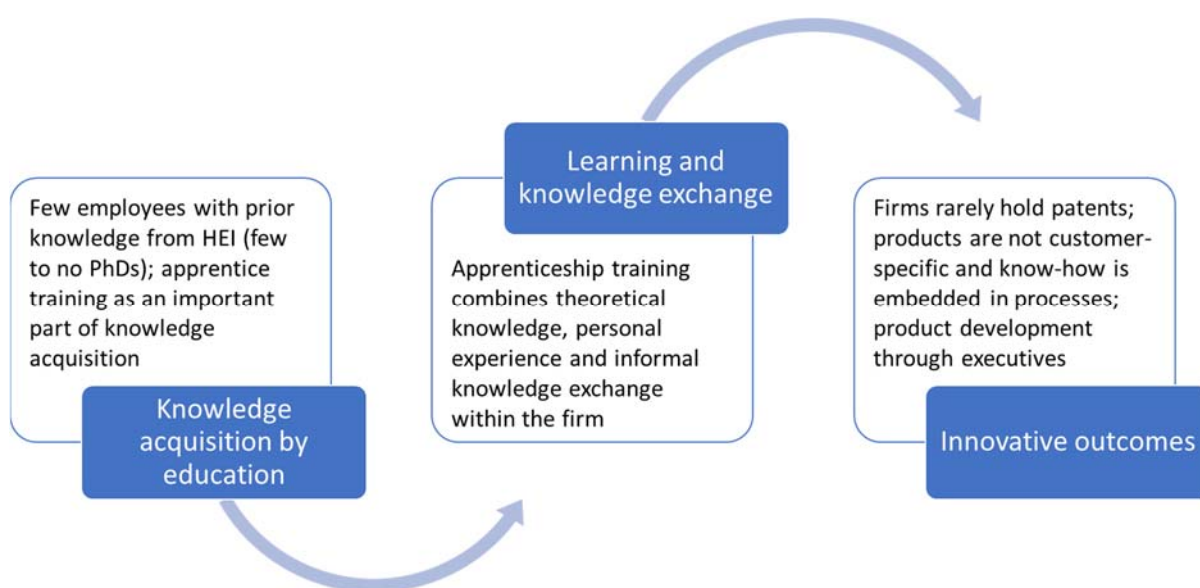 Few employees with prior
knowledge from HEI (few
to no PhDs); apprentice
training as an important
part of knowledge
acquisition
Knowledge
acquisition by
education
Learning and
knowledge exchange
Apprenticeship training
combines theoretical
knowledge, personal
experience and informal
knowledge exchange
within the firm
Firms rarely hold patents;
products are not customer-
specific and know-how is
embedded in processes;
product development
through executives
Innovative outcomes